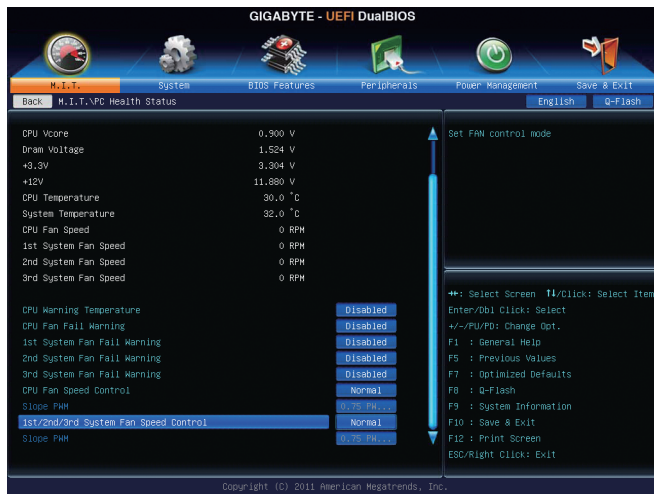 GIGABYTE - UEFI DualBIOS
M.I.T. System BIOS Features Peripherals Power Management Save & Exit
Back M.I.T.\PC Health Status English Q-Flash
CPU Vcore 0.900 V
Dram Voltage 1.524 V
+3.3V 3.304 V
+12V 11.880 V
CPU Temperature 30.0 °C
System Temperature 32.0 °C
CPU Fan Speed 0 RPM
1st System Fan Speed 0 RPM
2nd System Fan Speed 0 RPM
3rd System Fan Speed 0 RPM
CPU Warning Temperature Disabled
CPU Fan Fail Warning Disabled
1st System Fan Fail Warning Disabled
2nd System Fan Fail Warning Disabled
3rd System Fan Fail Warning Disabled
CPU Fan Speed Control Normal
Slope PWM 0.75 PW...
1st/2nd/3rd System Fan Speed Control Normal
Slope PWM 0.75 PW...
Set FAN control mode
→←: Select Screen ↑↓/Click: Select Item
Enter/Dbl Click: Select
+/-/PU/PD: Change Opt.
F1 : General Help
F5 : Previous Values
F7 : Optimized Defaults
F8 : Q-Flash
F9 : System Information
F10 : Save & Exit
F12 : Print Screen
ESC/Right Click: Exit
Copyright (C) 2011 American Megatrends, Inc.